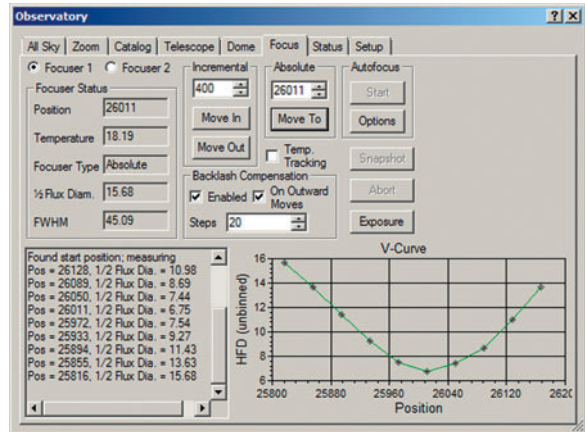 Observatory
All Sky Zoom Catalog Telescope Dome Focus Status Setup
Focuser 1 Focuser 2
Focuser Status
Position 26011
Temperature 18.19
Focuser Type Absolute
½ Flux Diam. 15.68
FWHM 45.09
Incremental
400
Move In
Move Out
Absolute
26011
Move To
Temp. Tracking
Autofocus
Start
Options
Snapshot
Abort
Exposure
Backlash Compensation
Enabled On Outward Moves
Steps 20
Found start position; measuring
Pos = 26128, 1/2 Flux Dia. = 10.98
Pos = 26089, 1/2 Flux Dia. = 8.69
Pos = 26050, 1/2 Flux Dia. = 7.44
Pos = 26011, 1/2 Flux Dia. = 6.75
Pos = 25972, 1/2 Flux Dia. = 7.54
Pos = 25933, 1/2 Flux Dia. = 9.27
Pos = 25894, 1/2 Flux Dia. = 11.43
Pos = 25855, 1/2 Flux Dia. = 13.63
Pos = 25816, 1/2 Flux Dia. = 15.68
V-Curve
HFD (unbinned)
16
14
12
10
8
6
25800 25880 25960 26040 26120 2620
Position